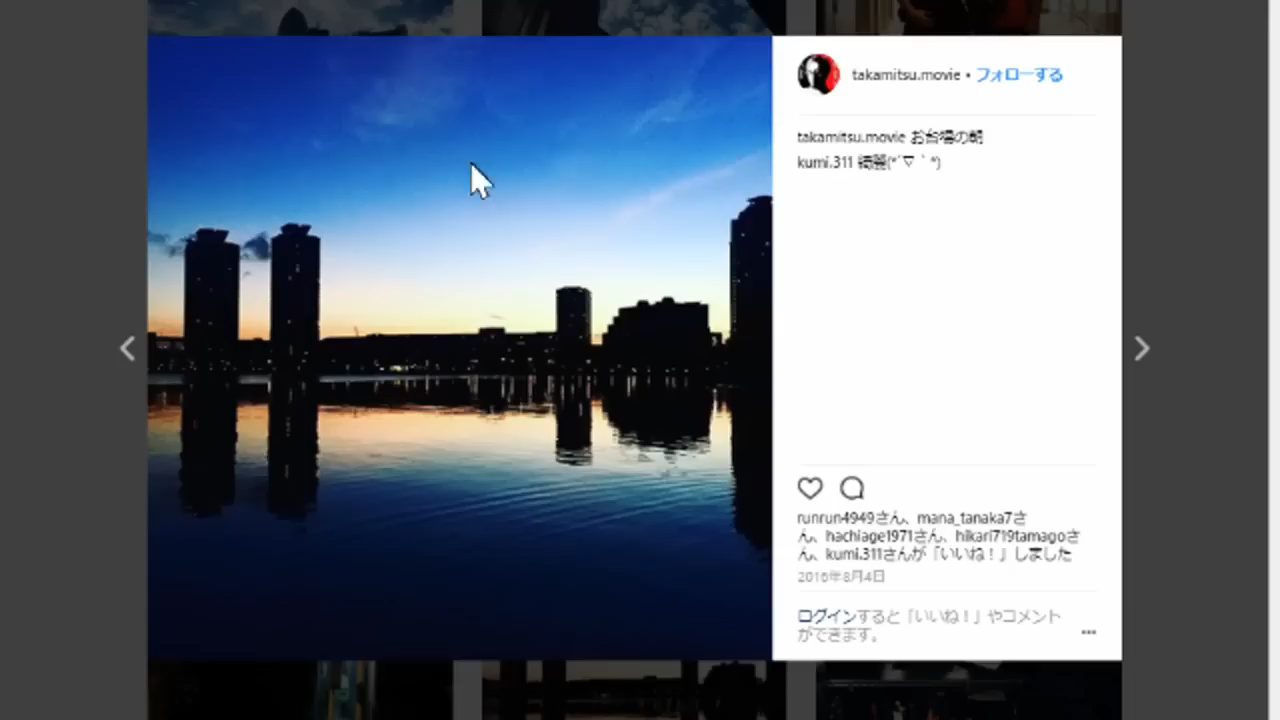 takamitsu.movie • フォローする
takamitsu.movie お台場の朝
kumi.311 綺麗(*´▽｀*)
runrun4949さん、mana_tanaka7さ
ん、hachiage1971さん、hikari719tamagoさ
ん、kumi.311さんが「いいね！」しました
2016年8月4日
ログインすると「いいね！」やコメント
ができます。